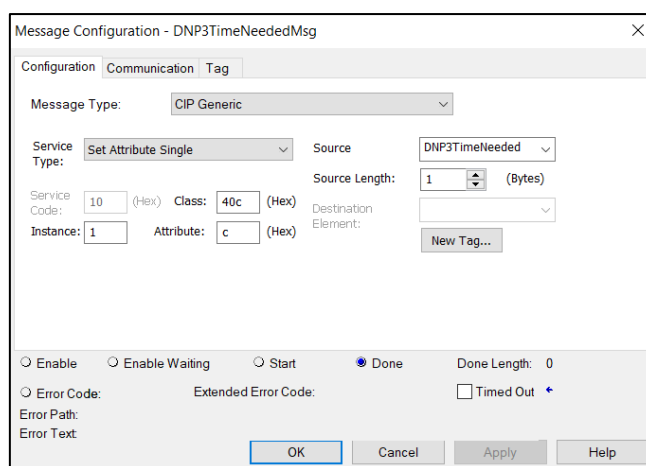 Message Configuration - DNP3TimeNeededMsg
Configuration Communication Tag
Message Type: CIP Generic
Service Type: Set Attribute Single
Source DNP3TimeNeeded
Source Length: 1 (Bytes)
Service Code: 10 (Hex) Class: 40c (Hex)
Destination Element:
Instance: 1 Attribute: c (Hex)
New Tag...
Enable Enable Waiting Start Done Done Length: 0
Error Code: Extended Error Code: Timed Out
Error Path:
Error Text
OK Cancel Apply Help